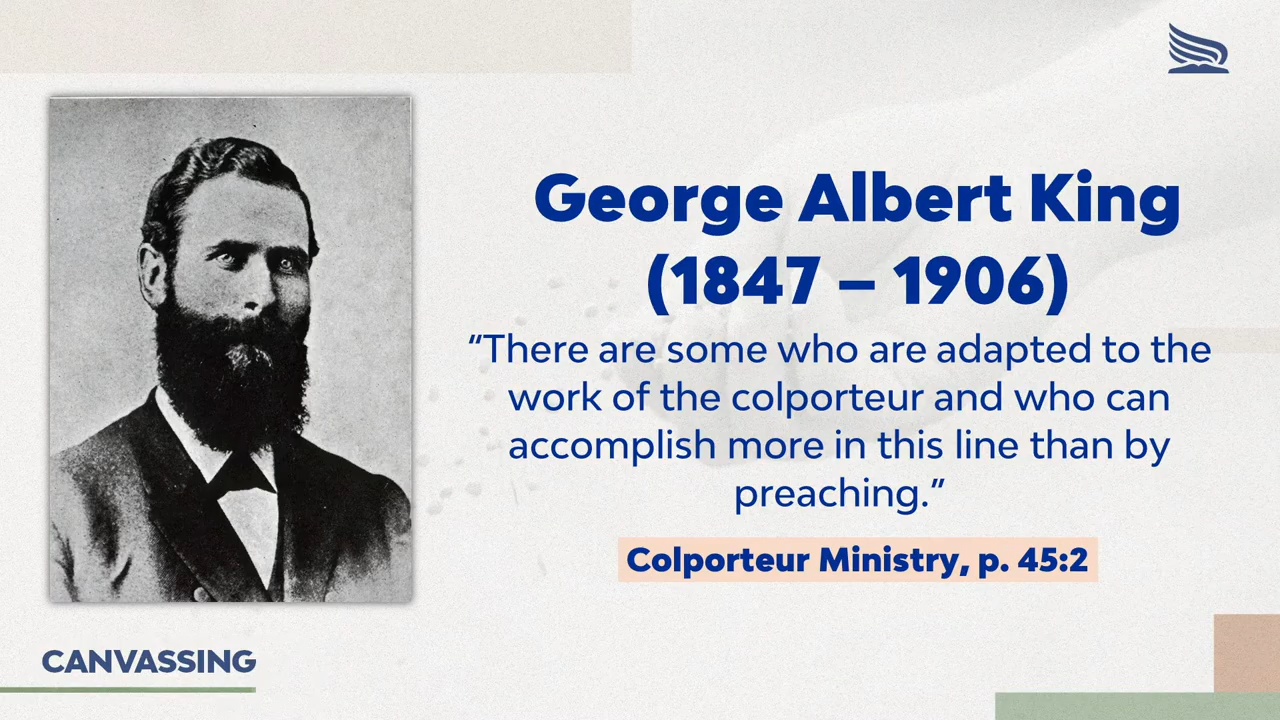 George Albert King
(1847 – 1906)
“There are some who are adapted to the
work of the colporteur and who can
accomplish more in this line than by
preaching.”
Colporteur Ministry, p. 45:2
CANVASSING